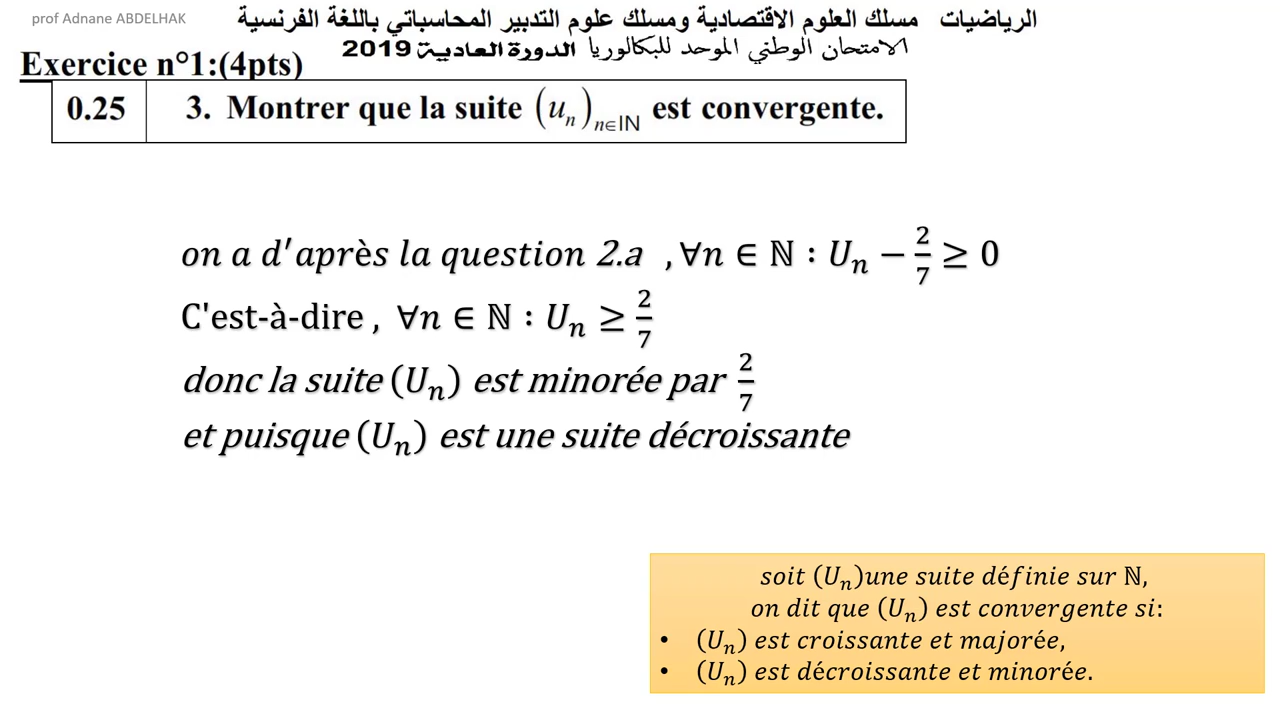 prof Adnane ABDELHAK
الرياضيات مسلك العلوم الاقتصادية ومسلك علوم التدبير المحاسباتي باللغة الفرنسية
الامتحان الوطني الموحد للبكالوريا الدورة العادية 2019
Exercice n°1:(4pts)
0.25 3. Montrer que la suite (uₙ)ₙ∈ℕ est convergente.
on a d'après la question 2.a , ∀n ∈ ℕ : Uₙ − 2/7 ≥ 0
C'est-à-dire , ∀n ∈ ℕ : Uₙ ≥ 2/7
donc la suite (Uₙ) est minorée par 2/7
et puisque (Uₙ) est une suite décroissante
soit (Uₙ)une suite définie sur ℕ,
on dit que (Uₙ) est convergente si:
• (Uₙ) est croissante et majorée,
• (Uₙ) est décroissante et minorée.